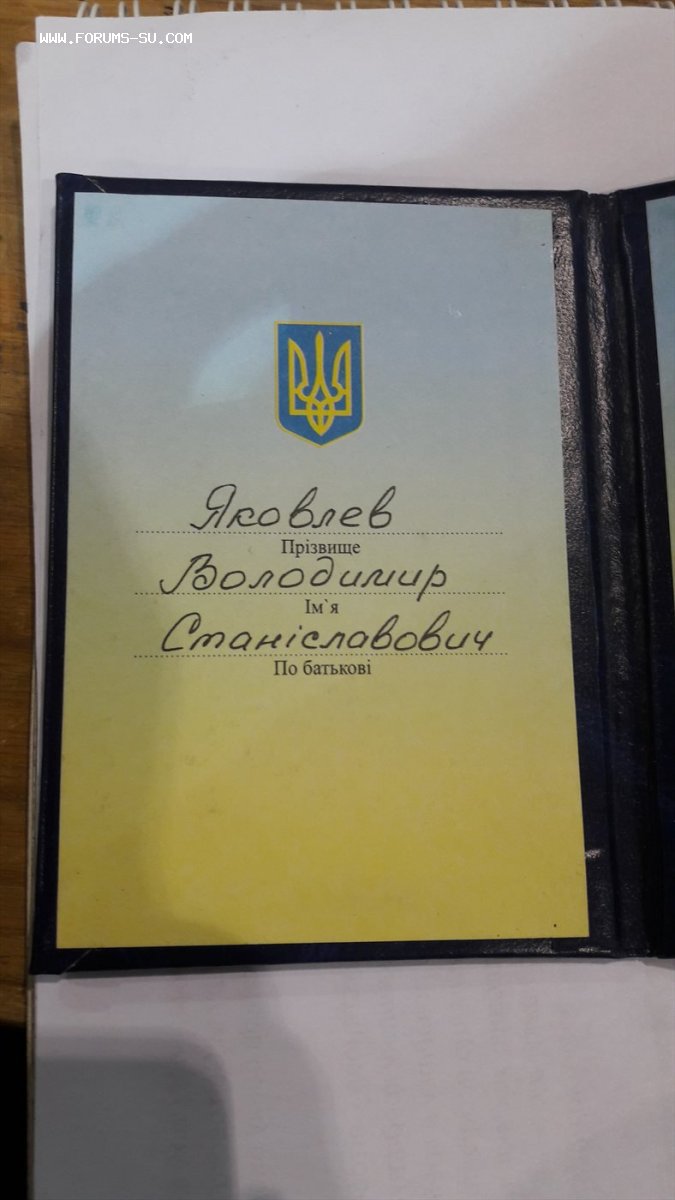 WWW.FORUMS-SU.COM
Яковлев
Прізвище
Володимир
Ім`я
Станіславович
По батькові